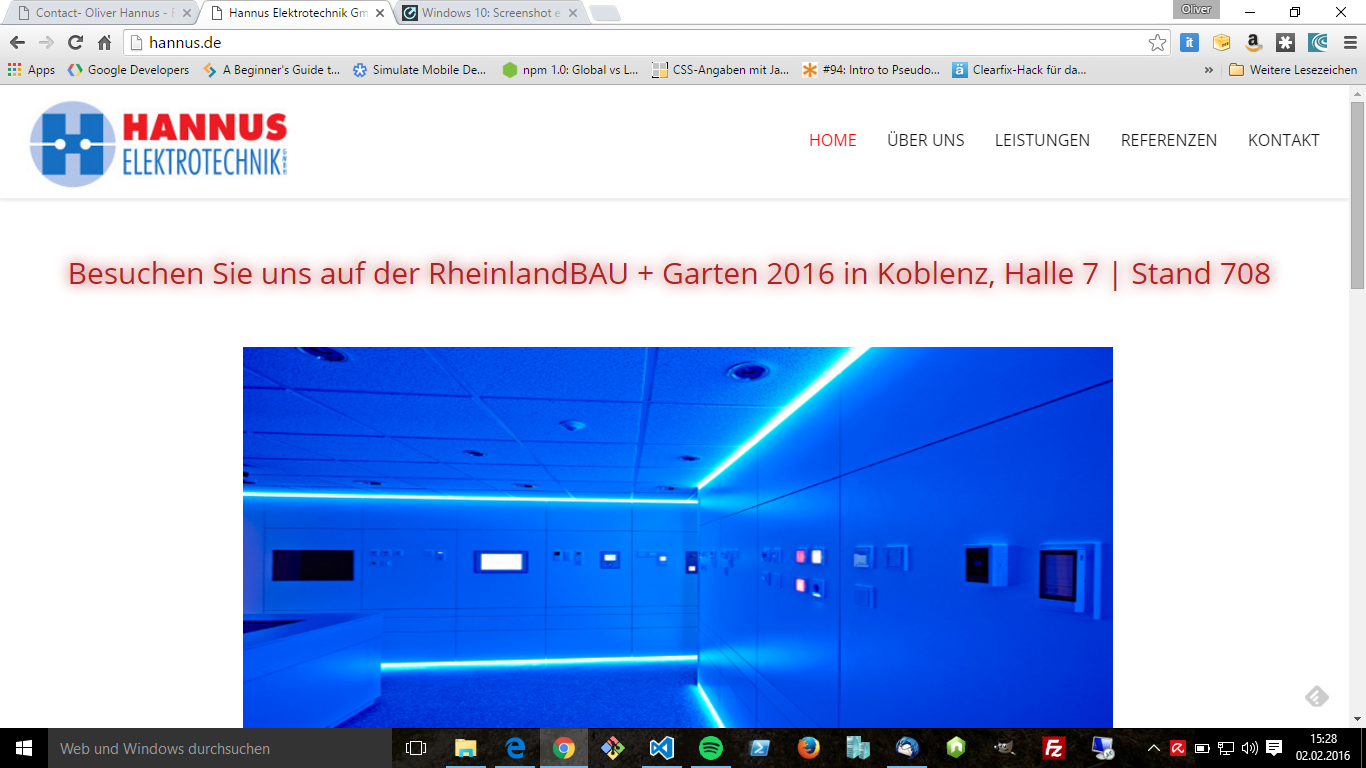 Contact- Oliver Hannus - F
Hannus Elektrotechnik Gm
Windows 10: Screenshot e
Oliver
hannus.de
Apps
Google Developers
A Beginner's Guide t...
Simulate Mobile De...
npm 1.0: Global vs L...
CSS-Angaben mit Ja...
#94: Intro to Pseudo...
Clearfix-Hack für da...
»
Weitere Lesezeichen
HANNUS
ELEKTROTECHNIK GMBH
HOME
ÜBER UNS
LEISTUNGEN
REFERENZEN
KONTAKT
Besuchen Sie uns auf der RheinlandBAU + Garten 2016 in Koblenz, Halle 7 | Stand 708
Web und Windows durchsuchen
15:28
02.02.2016